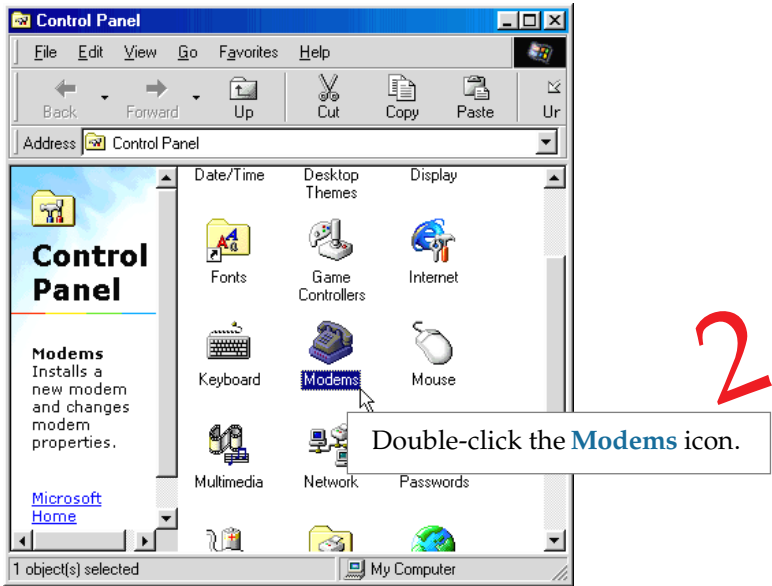 Control Panel
File Edit View Go Favorites Help
Back Forward Up Cut Copy Paste Ur
Address Control Panel
Control
Panel
Modems
Installs a
new modem
and changes
modem
properties.
Microsoft
Home
Date/Time Desktop
Themes Display
Fonts Game
Controllers Internet
Keyboard Modems Mouse
Multimedia Network Passwords
2
Double-click the Modems icon.
1 object(s) selected My Computer